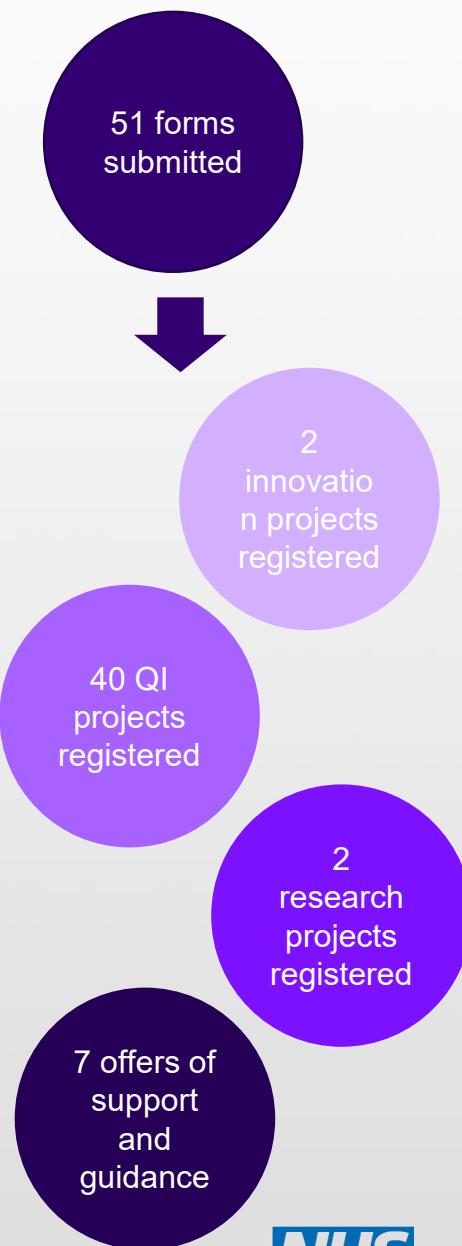 51 forms
submitted
2
innovatio
n projects
registered
40 QI
projects
registered
2
research
projects
registered
7 offers of
support
and
guidance
NHS